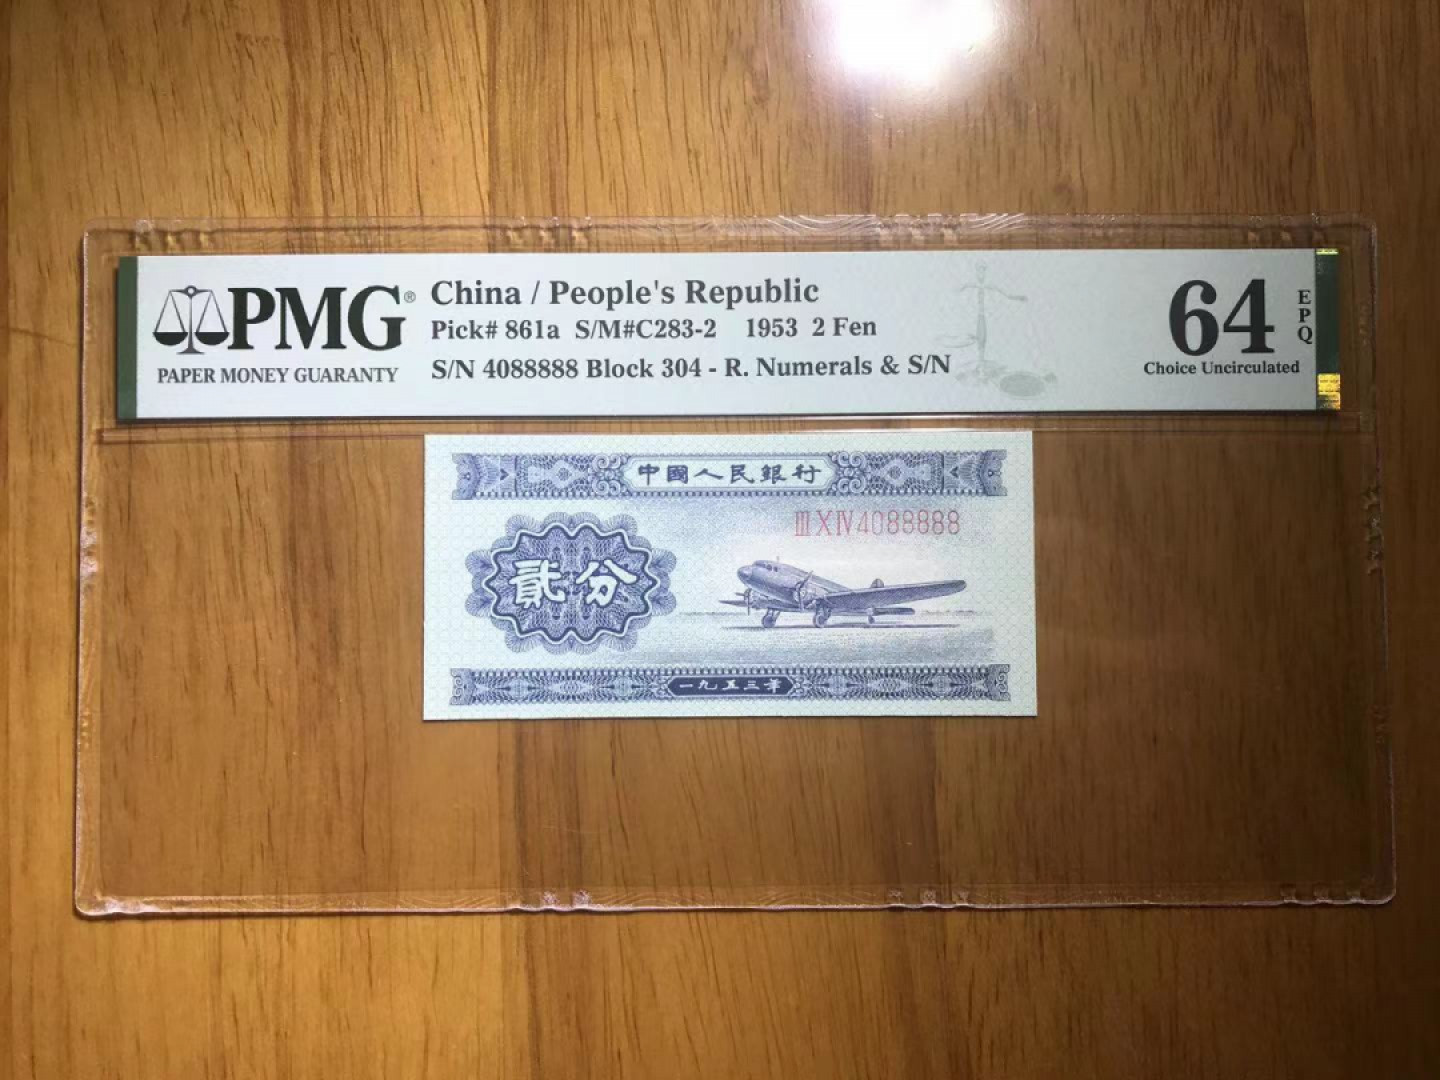 PMG®
PAPER MONEY GUARANTY
China / People's Republic
Pick# 861a S/M#C283-2 1953 2 Fen
S/N 4088888 Block 304 - R. Numerals & S/N
64
EPQ
Choice Uncirculated
中國人民銀行
ⅢⅩⅣ4088888
貳分
一九五三年